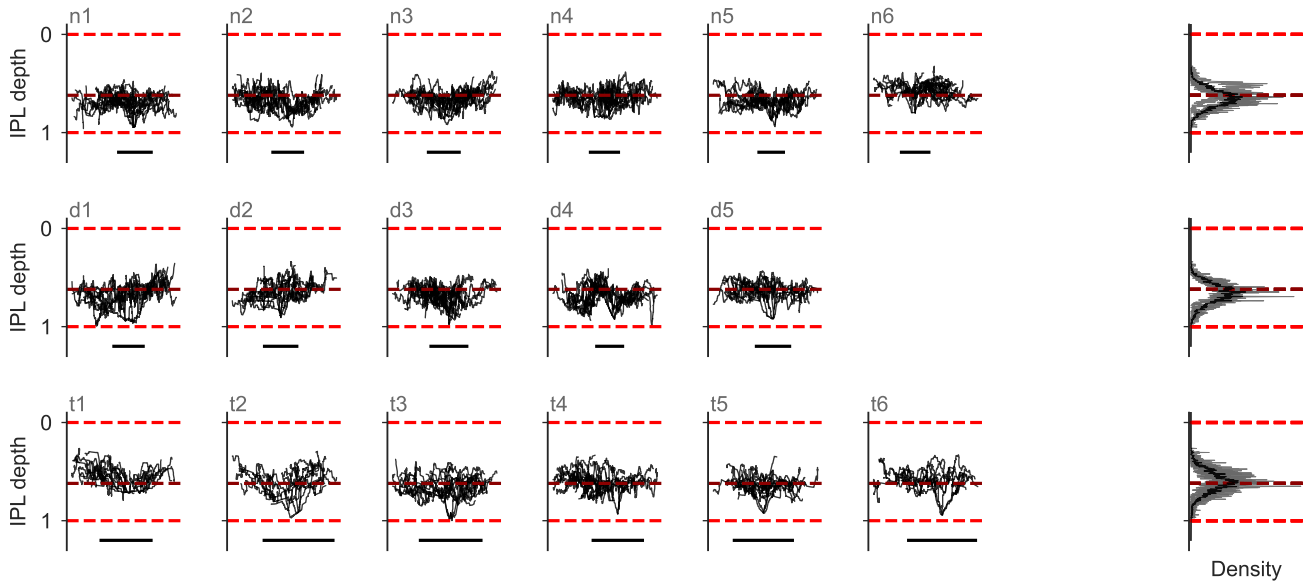 n1 n2 n3 n4 n5 n6
0
IPL depth
1
d1 d2 d3 d4 d5
0
IPL depth
1
t1 t2 t3 t4 t5 t6
0
IPL depth
1
Density